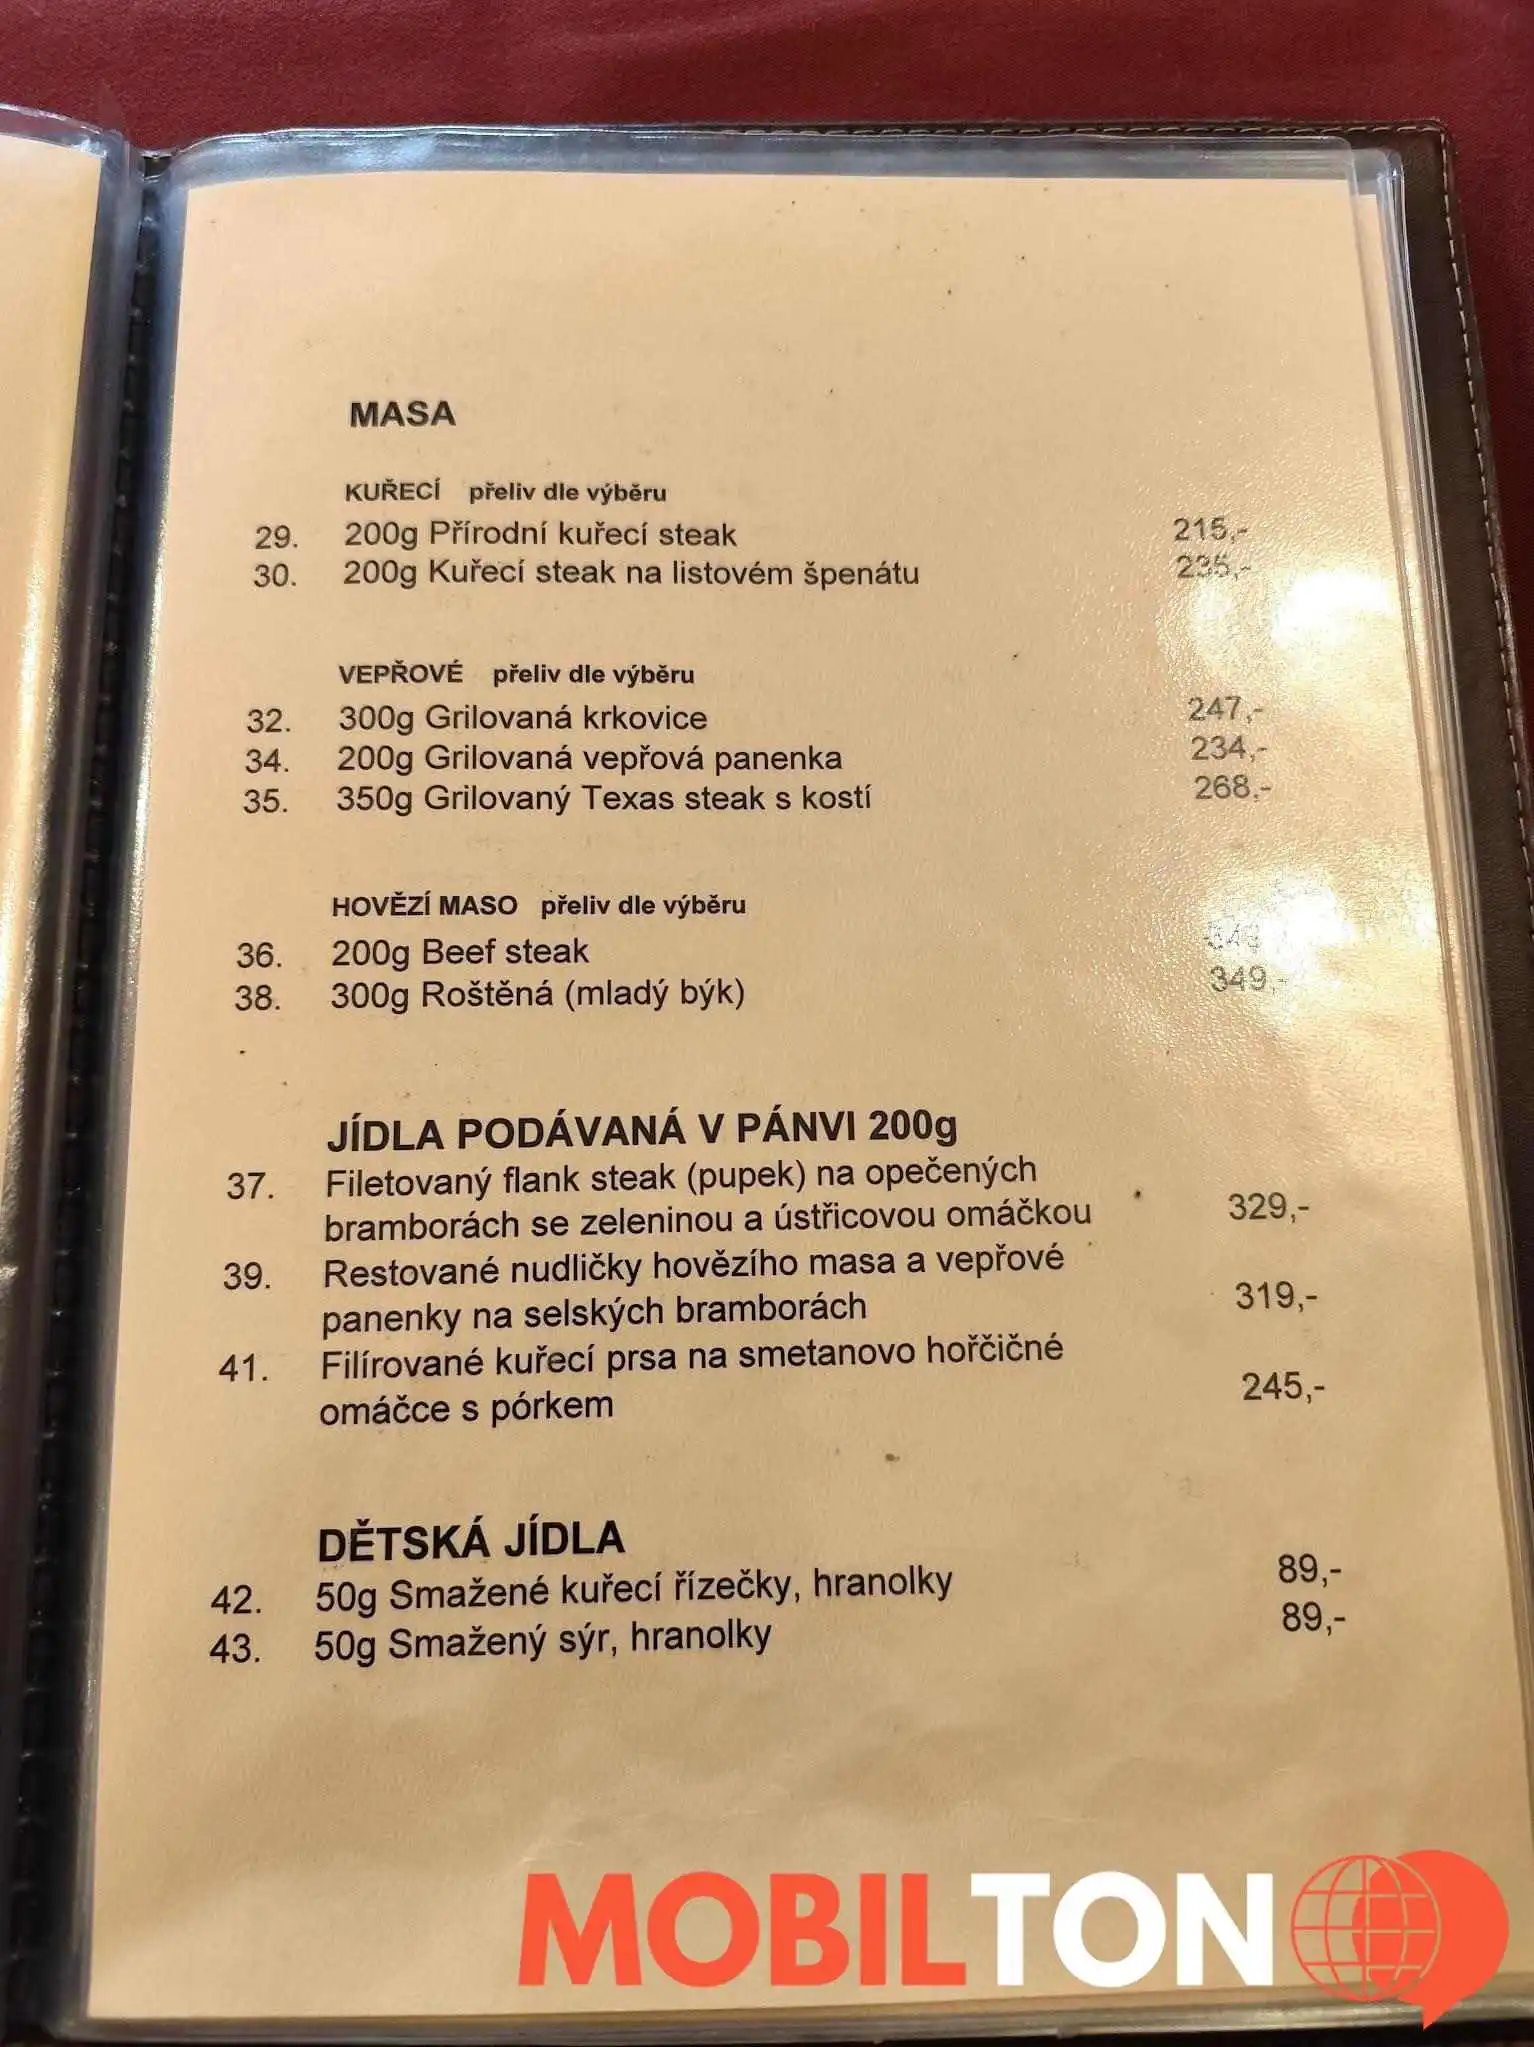 MASA
KUŘECÍ přeliv dle výběru
29. 200g Přírodní kuřecí steak 215,-
30. 200g Kuřecí steak na listovém špenátu 235,-
VEPŘOVÉ přeliv dle výběru
32. 300g Grilovaná krkovice 247,-
34. 200g Grilovaná vepřová panenka 234,-
35. 350g Grilovaný Texas steak s kostí 268,-
HOVĚZÍ MASO přeliv dle výběru
36. 200g Beef steak
38. 300g Roštěná (mladý býk) 349,-
JÍDLA PODÁVANÁ V PÁNVI 200g
37. Filetovaný flank steak (pupek) na opečených
bramborách se zeleninou a ústřicovou omáčkou 329,-
39. Restované nudličky hovězího masa a vepřové
panenky na selských bramborách 319,-
41. Filírované kuřecí prsa na smetanovo hořčičné
omáčce s pórkem 245,-
DĚTSKÁ JÍDLA
42. 50g Smažené kuřecí řízečky, hranolky 89,-
43. 50g Smažený sýr, hranolky 89,-
MOBILTON